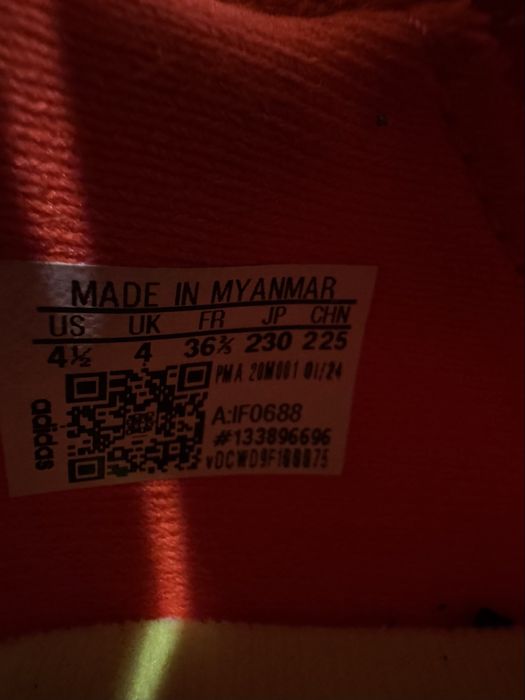 MADE IN MYANMAR
US UK FR JP CHN
4½ 4 36⅔ 230 225
PMA 20M001 01/24
A:IF0688
#133896696
vDCWD9F188875
adidas